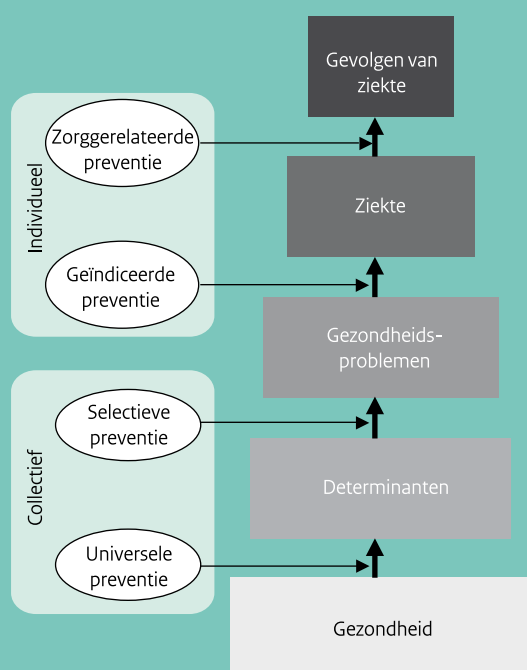 Gevolgen van
ziekte
Individueel
Zorggerelateerde
preventie
Ziekte
Geïndiceerde
preventie
Gezondheids-
problemen
Collectief
Selectieve
preventie
Determinanten
Universele
preventie
Gezondheid